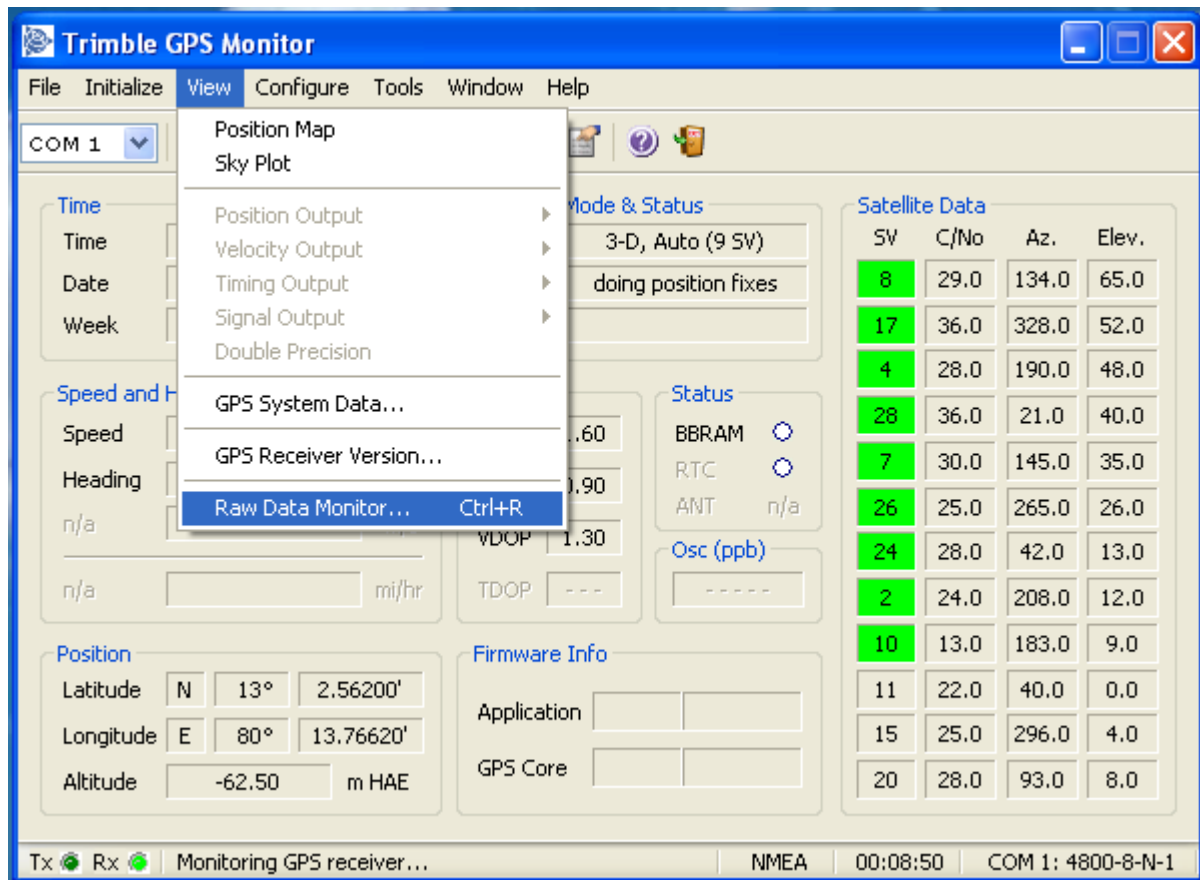 Trimble GPS Monitor
File Initialize View Configure Tools Window Help
COM 1
Position Map
Sky Plot
Position Output
Velocity Output
Timing Output
Signal Output
Double Precision
GPS System Data...
GPS Receiver Version...
Raw Data Monitor... Ctrl+R
Time
Time
Date
Week
Mode & Status
3-D, Auto (9 SV)
doing position fixes
Speed and
Speed
Heading
n/a
n/a mi/hr
.60
.90
VDOP 1.30
TDOP ---
Status
BBRAM
RTC
ANT n/a
Osc (ppb)
-----
Position
Latitude N 13° 2.56200'
Longitude E 80° 13.76620'
Altitude -62.50 m HAE
Firmware Info
Application
GPS Core
Satellite Data
SV C/No Az. Elev.
8 29.0 134.0 65.0
17 36.0 328.0 52.0
4 28.0 190.0 48.0
28 36.0 21.0 40.0
7 30.0 145.0 35.0
26 25.0 265.0 26.0
24 28.0 42.0 13.0
2 24.0 208.0 12.0
10 13.0 183.0 9.0
11 22.0 40.0 0.0
15 25.0 296.0 4.0
20 28.0 93.0 8.0
Tx Rx Monitoring GPS receiver... NMEA 00:08:50 COM 1: 4800-8-N-1